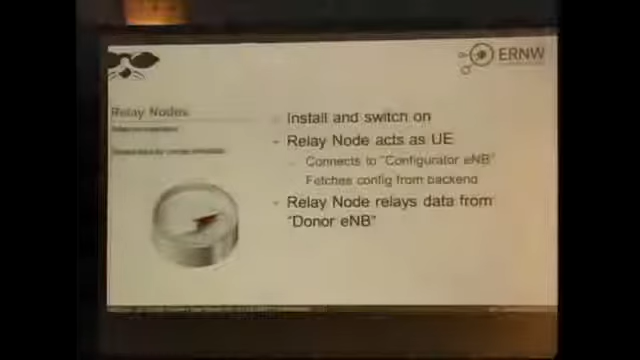 ERNW
Relay Nodes
- Install and switch on
- Relay Node acts as UE
Connects to "Configurator eNB"
Fetches config from backend
- Relay Node relays data from
"Donor eNB"